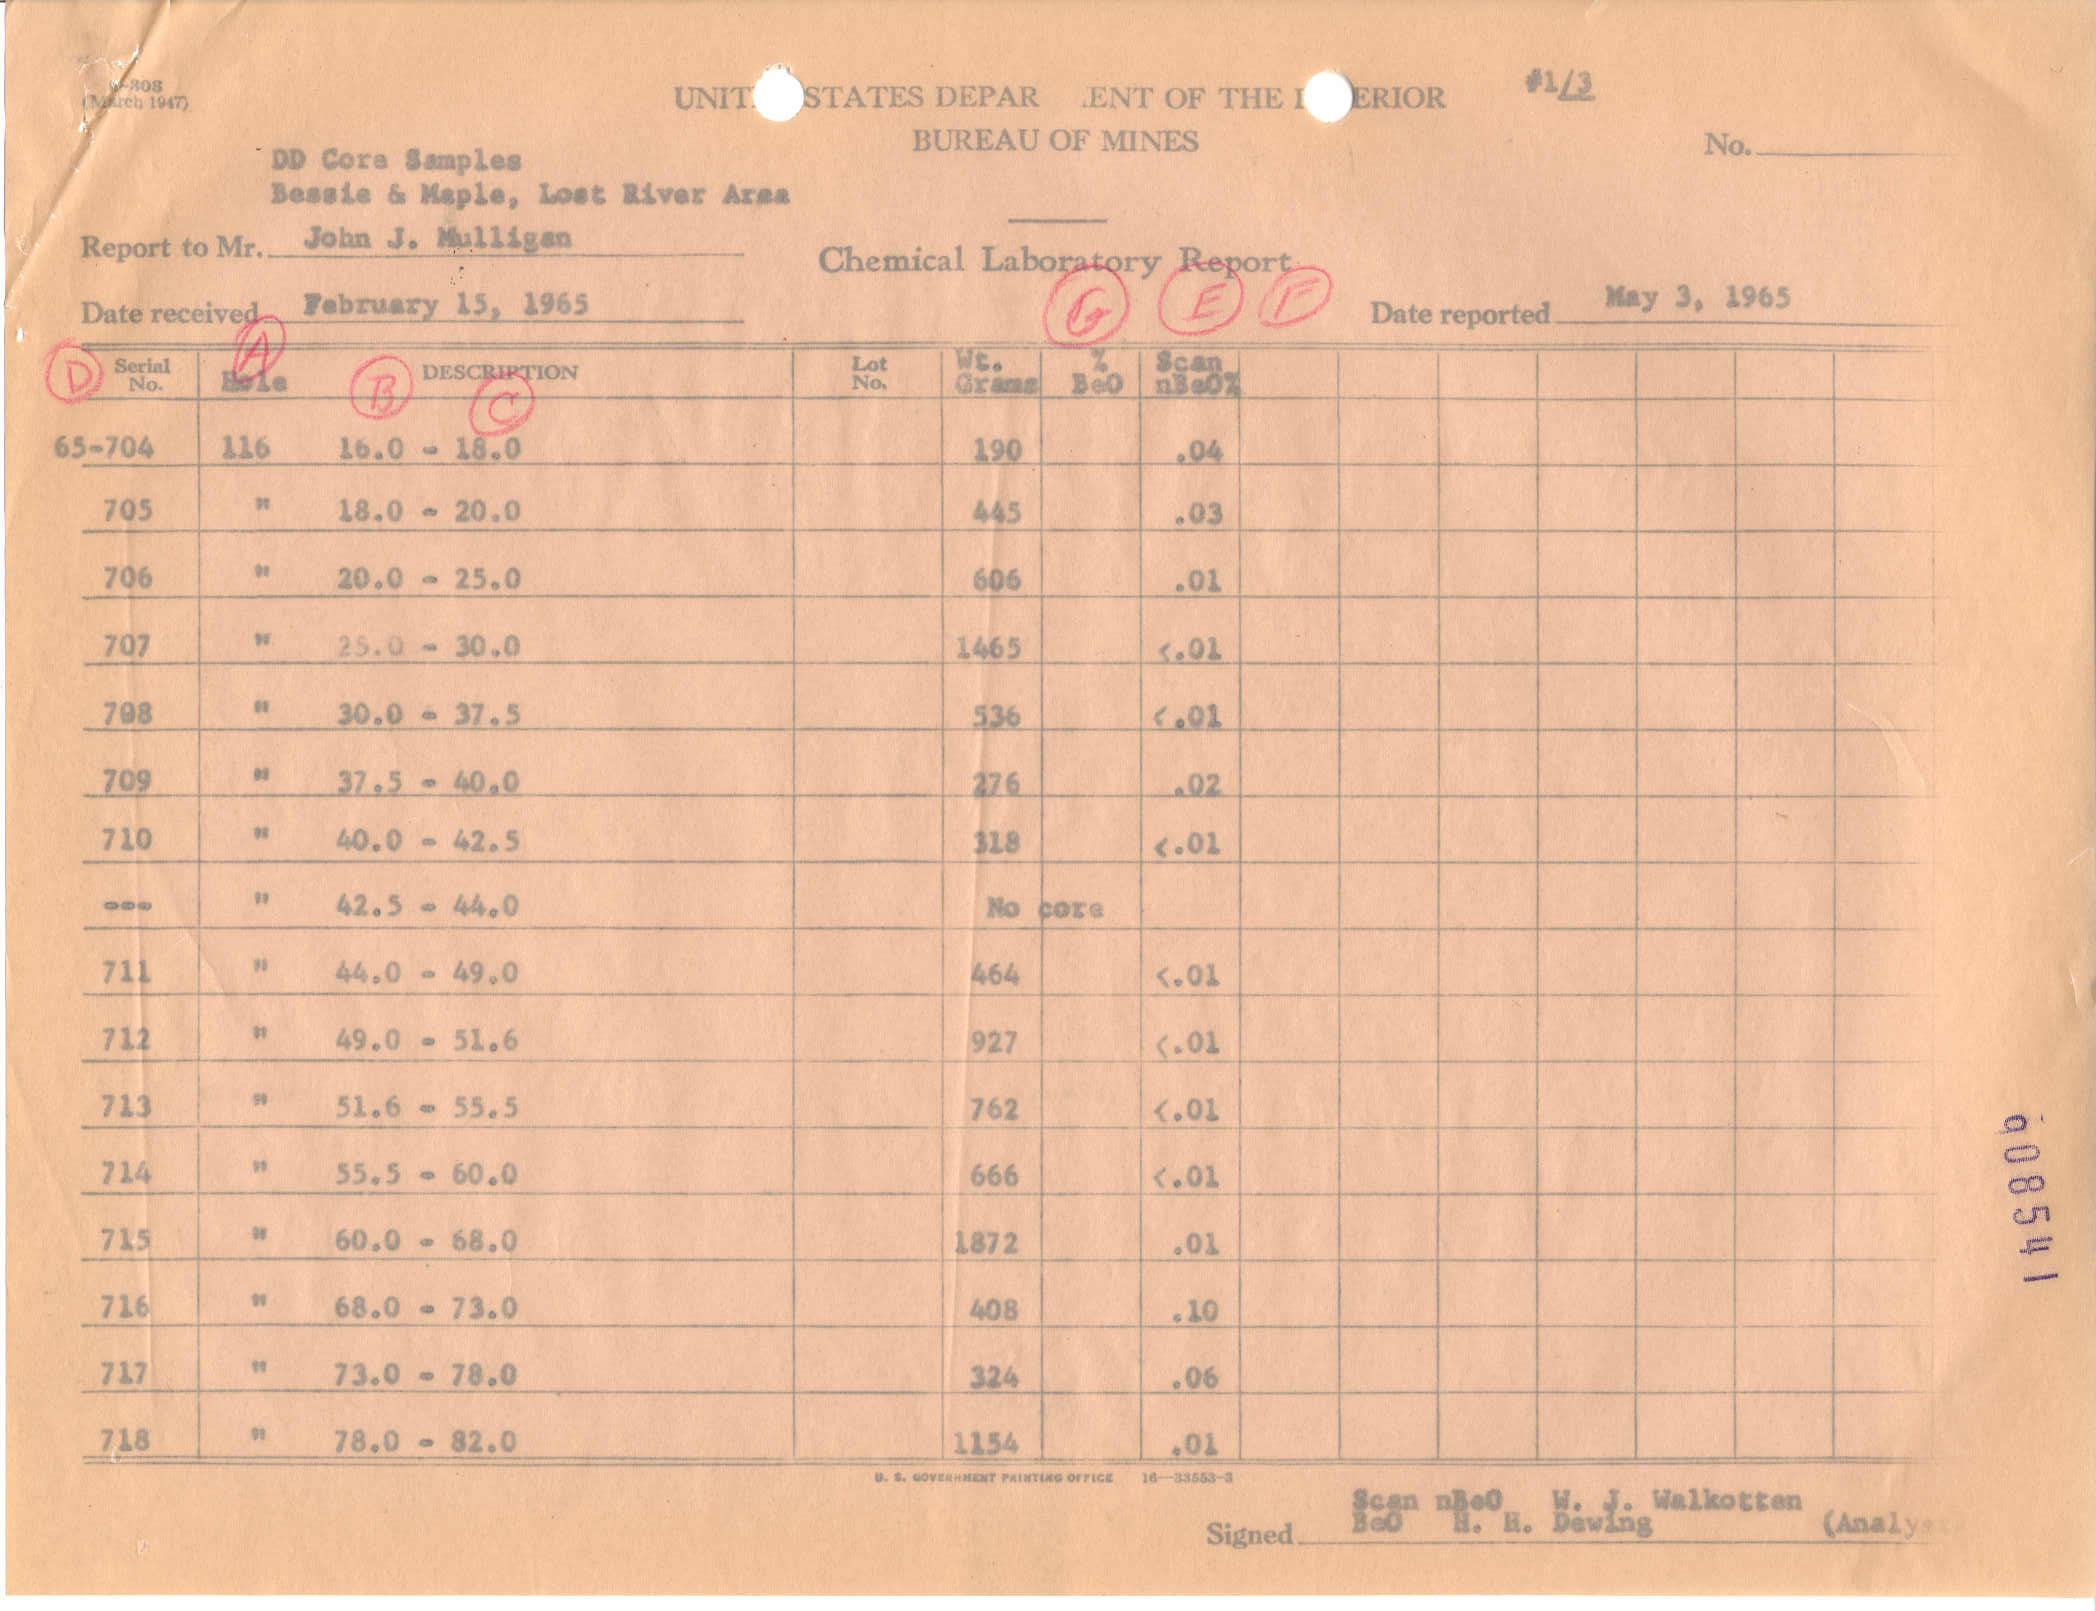 6-808
(March 1947)
UNIT STATES DEPAR ENT OF THE I ERIOR
#1/3
BUREAU OF MINES
No.
DD Core Samples
Bessie & Maple, Lost River Area
Report to Mr. John J. Mulligan
Chemical Laboratory Report
Date received February 15, 1965
G E F
Date reported May 3, 1965
D Serial No. A Hole B DESCRIPTION C Lot No. Wt. Grams % BeO Scan nBeO%
65-704 116 16.0 - 18.0 190 .04
705 " 18.0 - 20.0 445 .03
706 " 20.0 - 25.0 606 .01
707 " 25.0 - 30.0 1465 <.01
708 " 30.0 - 37.5 536 <.01
709 " 37.5 - 40.0 276 .02
710 " 40.0 - 42.5 318 <.01
--- " 42.5 - 44.0 No core
711 " 44.0 - 49.0 464 <.01
712 " 49.0 - 51.6 927 <.01
713 " 51.6 - 55.5 762 <.01
714 " 55.5 - 60.0 666 <.01
715 " 60.0 - 68.0 1872 .01
716 " 68.0 - 73.0 408 .10
717 " 73.0 - 78.0 324 .06
718 " 78.0 - 82.0 1154 .01
U. S. GOVERNMENT PRINTING OFFICE 16—33553-3
Scan nBeO W. J. Walkotten
Signed BeO H. H. Dewing (Analys